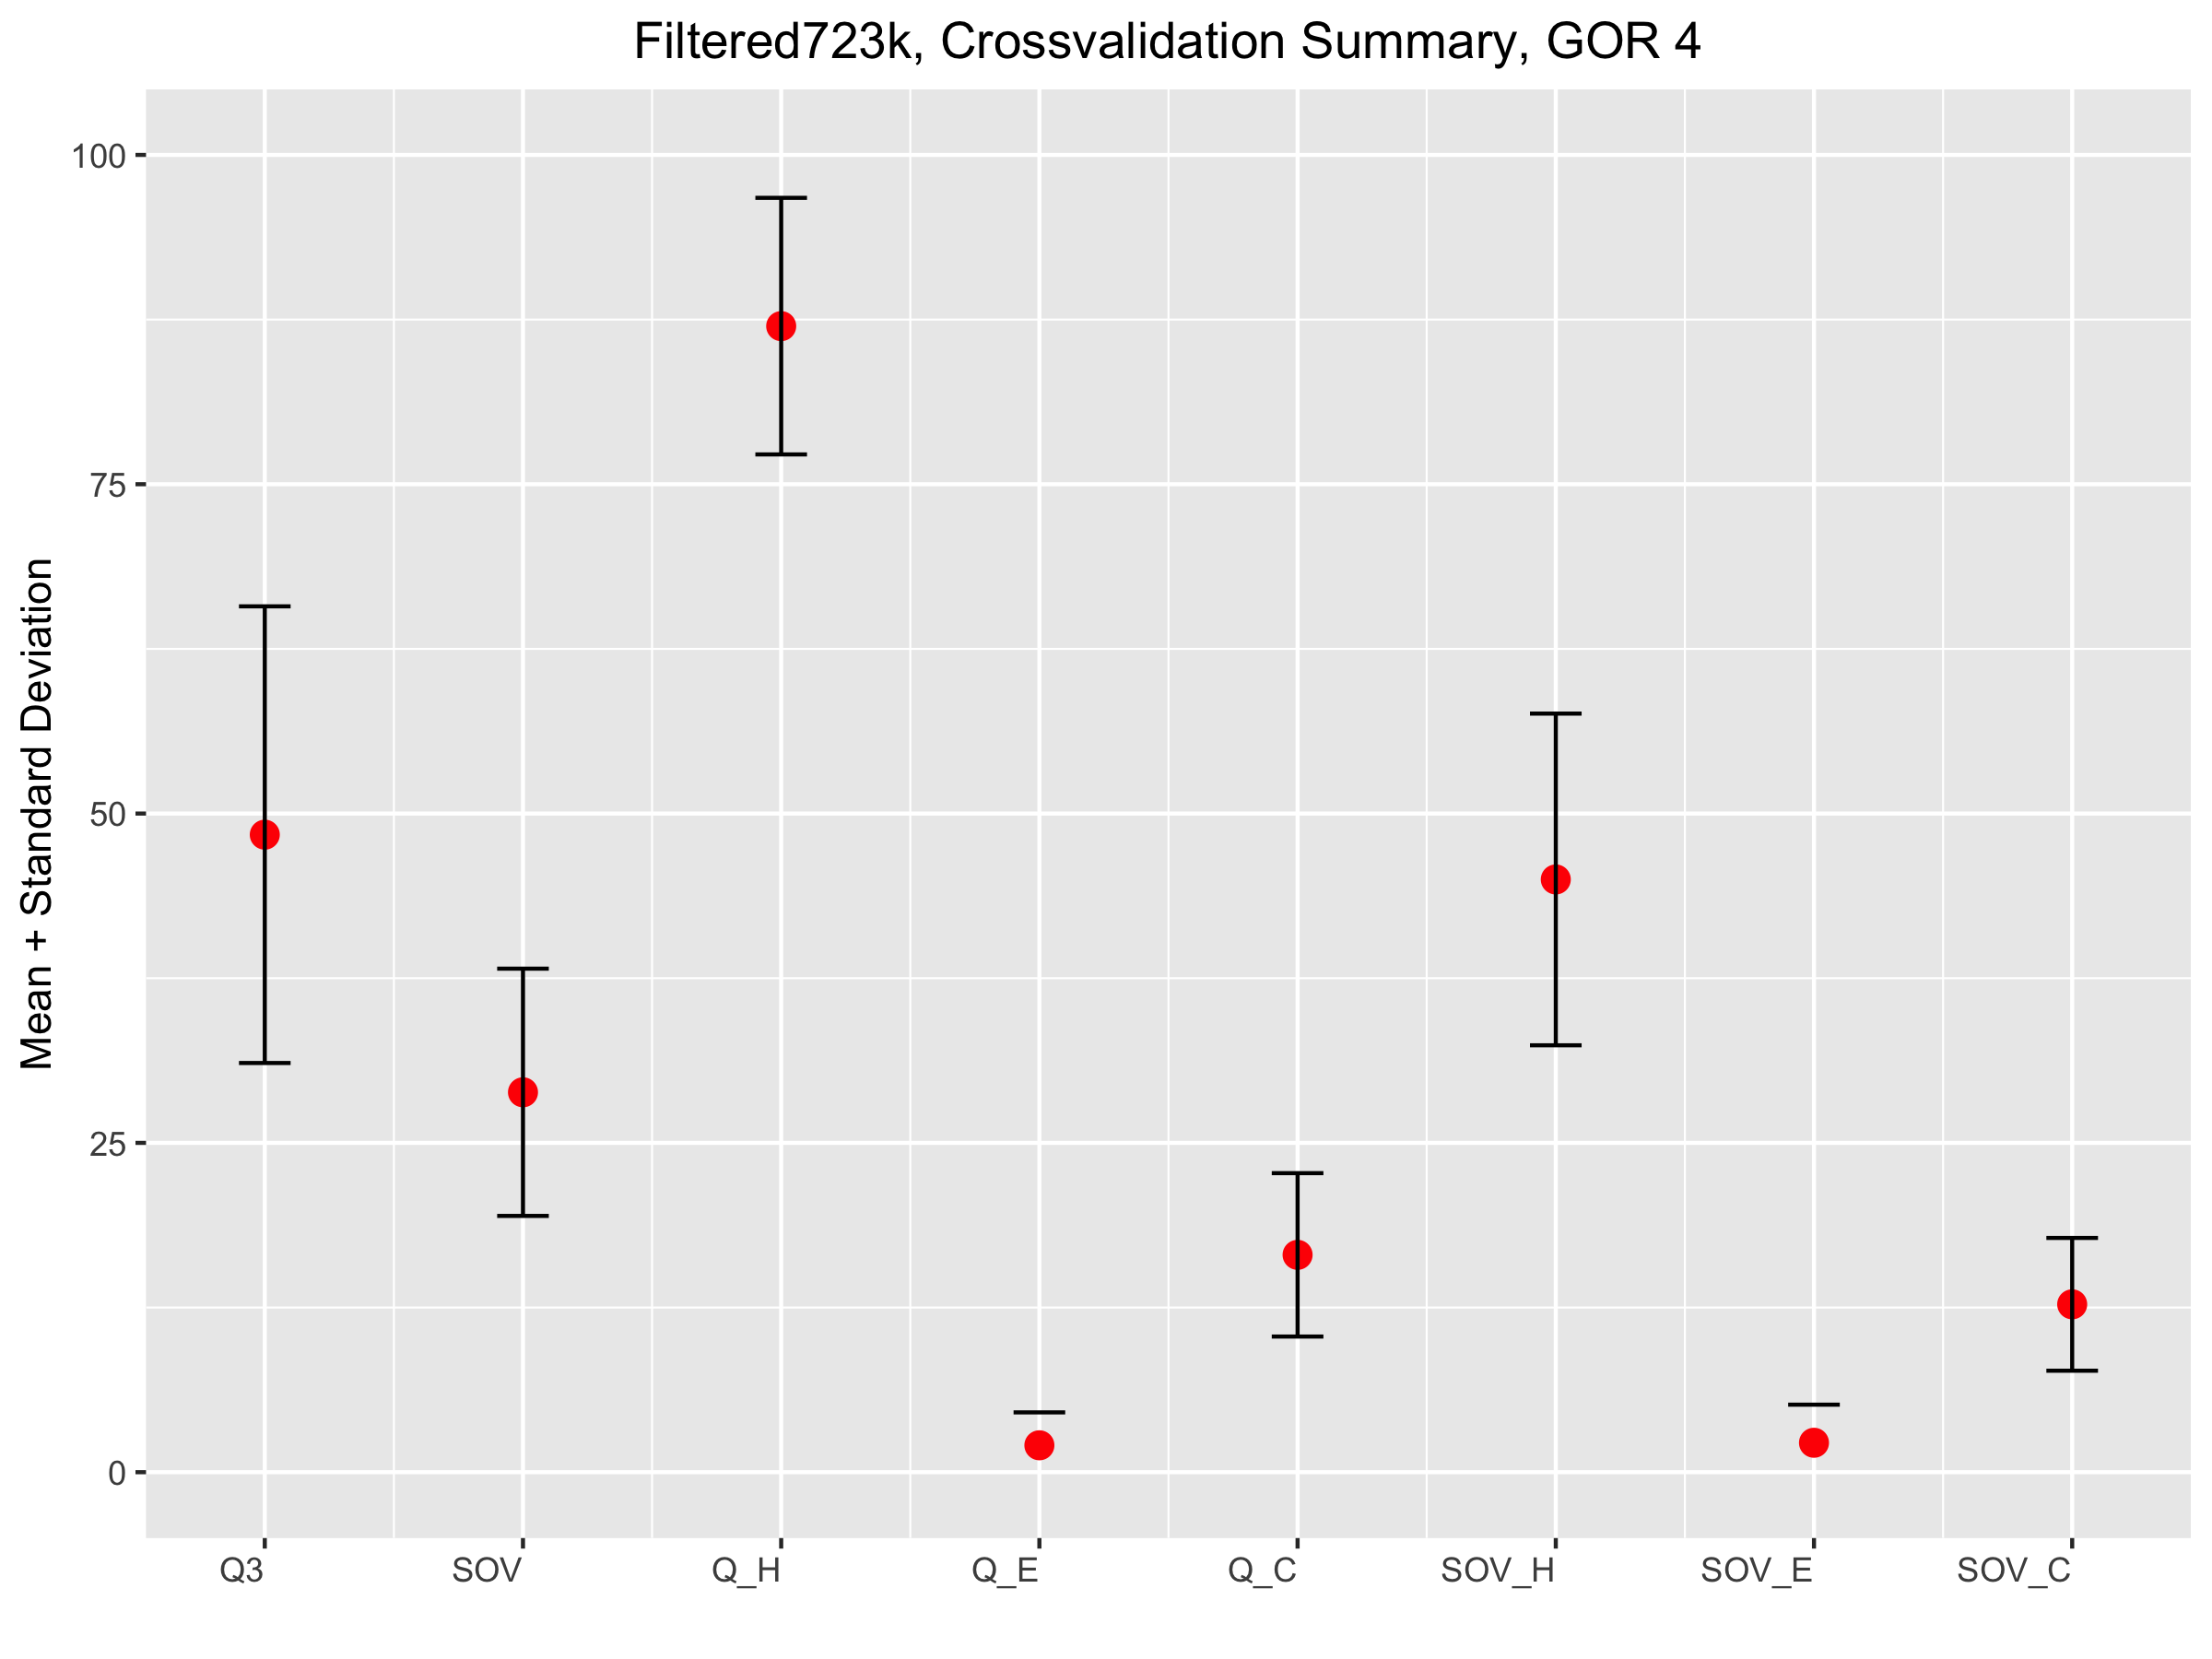 Filtered723k, Crossvalidation Summary, GOR 4
Mean + Standard Deviation
100
75
50
25
0
Q3 SOV Q_H Q_E Q_C SOV_H SOV_E SOV_C